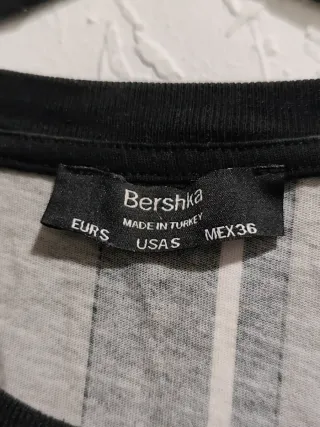 Bershka
MADE IN TURKEY
EUR S USA S MEX 36